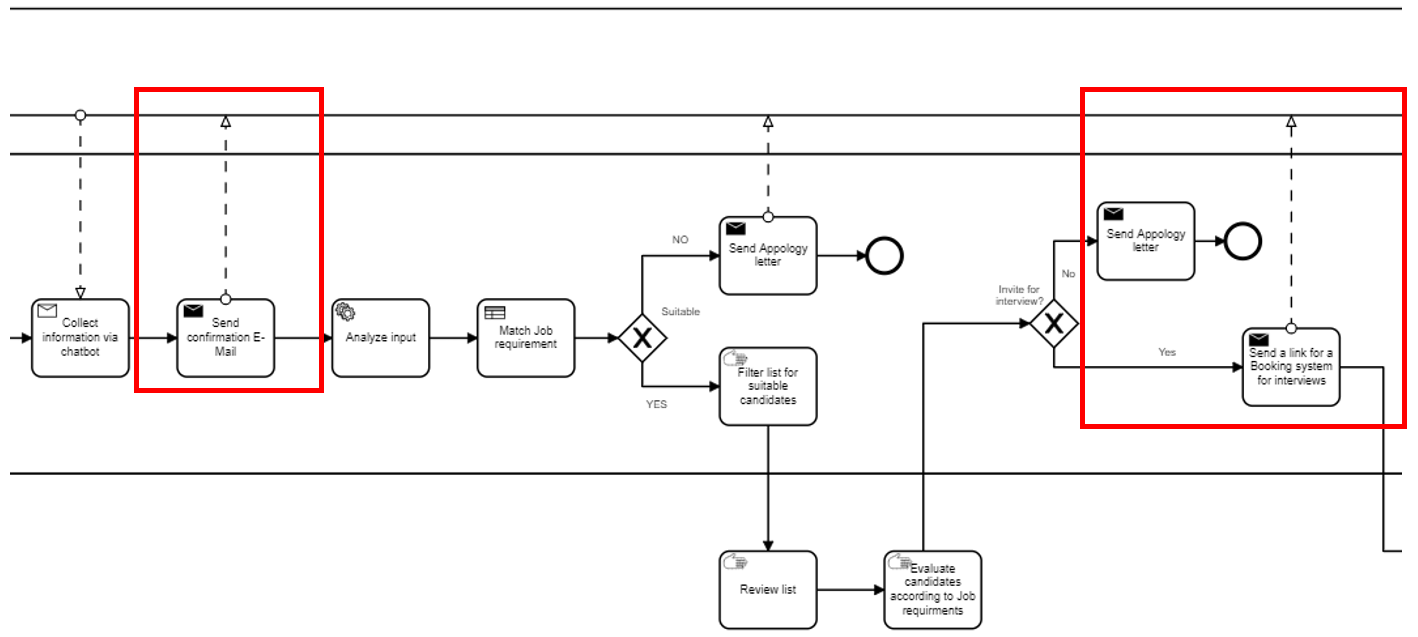 Collect
information via
chatbot
Send
confirmation E-
Mail
Analyze input
Match Job
requirement
NO
Suitable
YES
Send Appology
letter
Filter list for
suitable
candidates
Review list
Evaluate
candidates
according to Job
requirments
Invite for
interview?
No
Yes
Send Appology
letter
Send a link for a
Booking system
for interviews